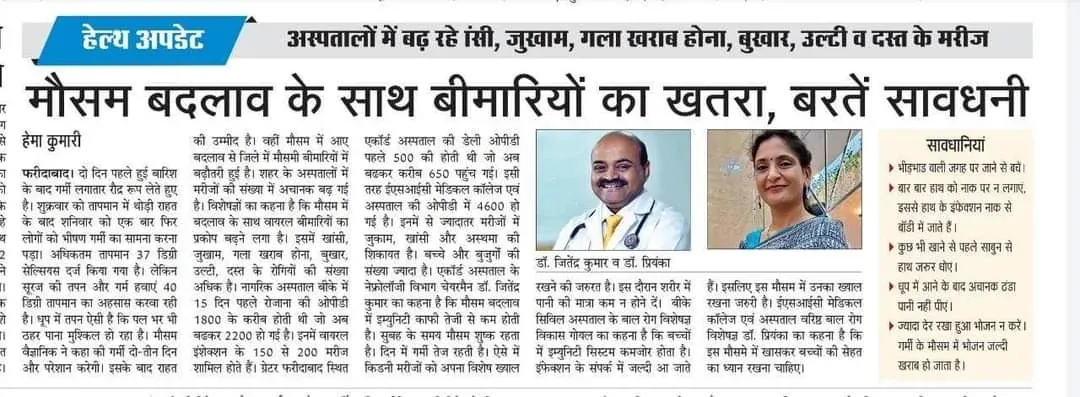 हेल्थ अपडेट
अस्पतालों में बढ़ रहे ंसी, जुखाम, गला खराब होना, बुखार, उल्टी व दस्त के मरीज
मौसम बदलाव के साथ बीमारियों का खतरा, बरतें सावधनी
हेमा कुमारी
फरीदाबाद। दो दिन पहले हुई बारिश
के बाद गर्मी लगातार रौद्र रूप लेते हुए
है। शुक्रवार को तापमान में थोड़ी राहत
के बाद शनिवार को एक बार फिर
लोगों को भीषण गर्मी का सामना करना
पड़ा। अधिकतम तापमान 37 डिग्री
सेल्सियस दर्ज किया गया है। लेकिन
सूरज की तपन और गर्म हवाएं 40
डिग्री तापमान का अहसास करवा रही
है। धूप में तपन ऐसी है कि पल भर भी
ठहर पाना मुश्किल हो रहा है। मौसम
वैज्ञानिक ने कहा की गर्मी दो-तीन दिन
और परेशान करेगी। इसके बाद राहत
की उम्मीद है। वहीं मौसम में आए
बदलाव से जिले में मौसमी बीमारियों में
बढ़ौतरी हुई है। शहर के अस्पतालों में
मरीजों की संख्या में अचानक बढ़ गई
है। विशेषज्ञों का कहना है कि मौसम में
बदलाव के साथ वायरल बीमारियों का
प्रकोप बढ़ने लगा है। इसमें खांसी,
जुखाम, गला खराब होना, बुखार,
उल्टी, दस्त के रोगियों की संख्या
अधिक है। नागरिक अस्पताल बीके में
15 दिन पहले रोजाना की ओपीडी
1800 के करीब होती थी जो अब
बढकर 2200 हो गई है। इनमें वायरल
इंशेक्शन के 150 से 200 मरीज
शामिल होते हैं। ग्रेटर फरीदाबाद स्थित
एकॉर्ड अस्पताल की डेली ओपीडी
पहले 500 की होती थी जो अब
बढकर करीब 650 पहुंच गई। इसी
तरह ईएसआईसी मेडिकल कॉलेज एवं
अस्पताल की ओपीडी में 4600 हो
गई है। इनमें से ज्यादातर मरीजों में
जुकाम, खांसी और अस्थमा की
शिकायत है। बच्चे और बुजुर्गो की
संख्या ज्यादा है। एकॉर्ड अस्पताल के
नेफ्रोलॉजी विभाग चेयरमैन डॉ. जितेंद्र
कुमार का कहना है कि मौसम बदलाव
में इम्युनिटी काफी तेजी से कम होती
है। सुबह के समय मौसम शुष्क रहता
है। दिन में गर्मी तेज रहती है। ऐसे में
किडनी मरीजों को अपना विशेष ख्याल
डॉ. जितेंद्र कुमार व डॉ. प्रियंका
रखने की जरुरत है। इस दौरान शरीर में
पानी की मात्रा कम न होने दें। बीके
सिविल अस्पताल के बाल रोग विशेषज्ञ
विकास गोयल का कहना है कि बच्चों
में इम्युनिटी सिस्टम कमजोर होता है।
इंफेक्शन के संपर्क में जल्दी आ जाते
हैं। इसलिए इस मौसम में उनका ख्याल
रखना जरुरी है। ईएसआईसी मेडिकल
कॉलेज एवं अस्पताल वरिष्ठ बाल रोग
विशेषज्ञ डॉ. प्रियंका का कहना है कि
इस मौसमे में खासकर बच्चों की सेहत
का ध्यान रखना चाहिए।
सावधानियां
भीड़भाड वाली जगह पर जाने से बचें।
बार बार हाथ को नाक पर न लगाए,
इससे हाथ के इंफेक्शन नाक से
बॉडी में जाते हैं।
कुछ भी खाने से पहले साबुन से
हाथ जरुर धोए।
धूप में आने के बाद अचानक ठंडा
पानी नहीं पीएं।
ज्यादा देर रखा हुआ भोजन न करें।
गर्मी के मौसम में भोजन जल्दी
खराब हो जाता है।